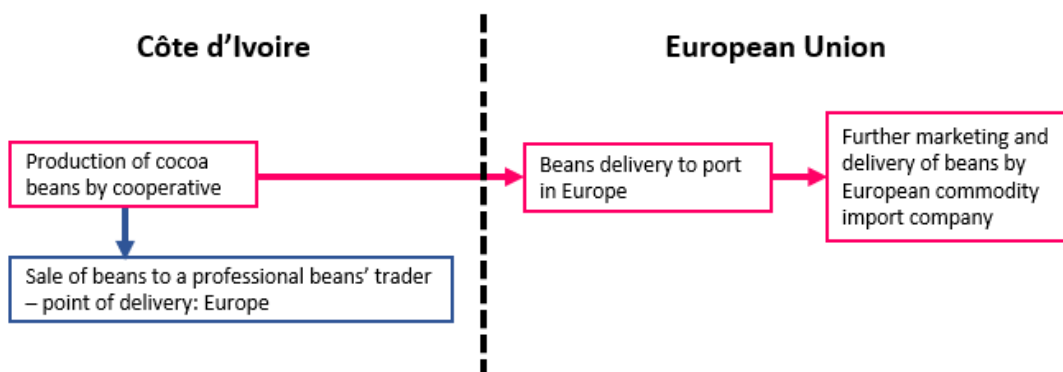 Côte d’Ivoire
European Union
Production of cocoa
beans by cooperative
Beans delivery to port
in Europe
Further marketing and
delivery of beans by
European commodity
import company
Sale of beans to a professional beans’ trader
– point of delivery: Europe